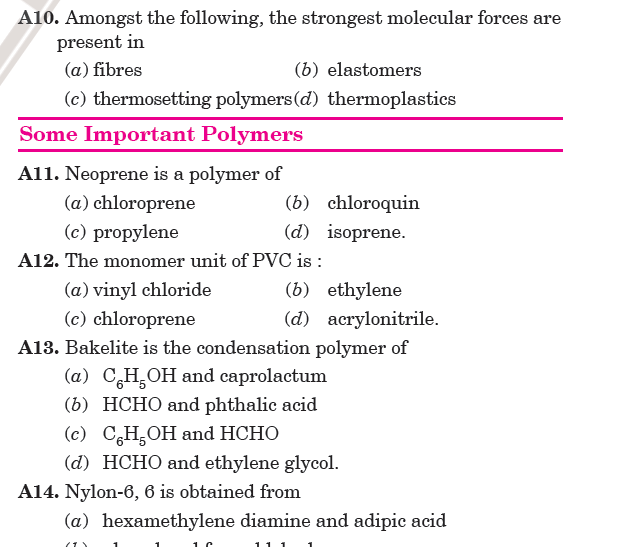 A10. Amongst the following, the strongest molecular forces are
present in
(a) fibres (b) elastomers
(c) thermosetting polymers (d) thermoplastics
Some Important Polymers
A11. Neoprene is a polymer of
(a) chloroprene (b) chloroquin
(c) propylene (d) isoprene.
A12. The monomer unit of PVC is :
(a) vinyl chloride (b) ethylene
(c) chloroprene (d) acrylonitrile.
A13. Bakelite is the condensation polymer of
(a) C₆H₅OH and caprolactum
(b) HCHO and phthalic acid
(c) C₆H₅OH and HCHO
(d) HCHO and ethylene glycol.
A14. Nylon-6, 6 is obtained from
(a) hexamethylene diamine and adipic acid